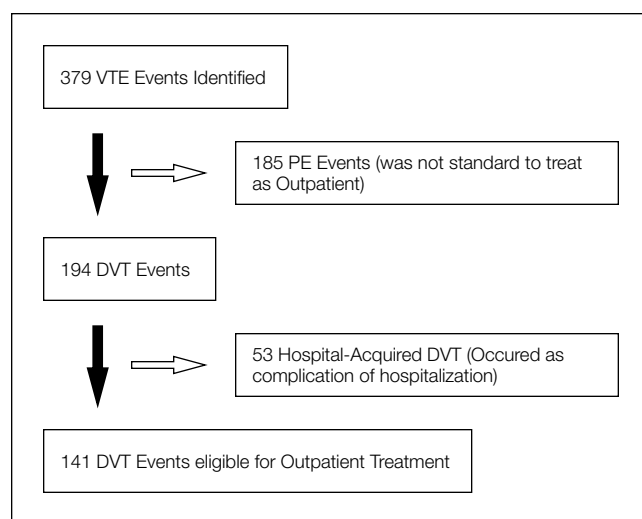 379 VTE Events Identified
185 PE Events (was not standard to treat
as Outpatient)
194 DVT Events
53 Hospital-Acquired DVT (Occured as
complication of hospitalization)
141 DVT Events eligible for Outpatient Treatment